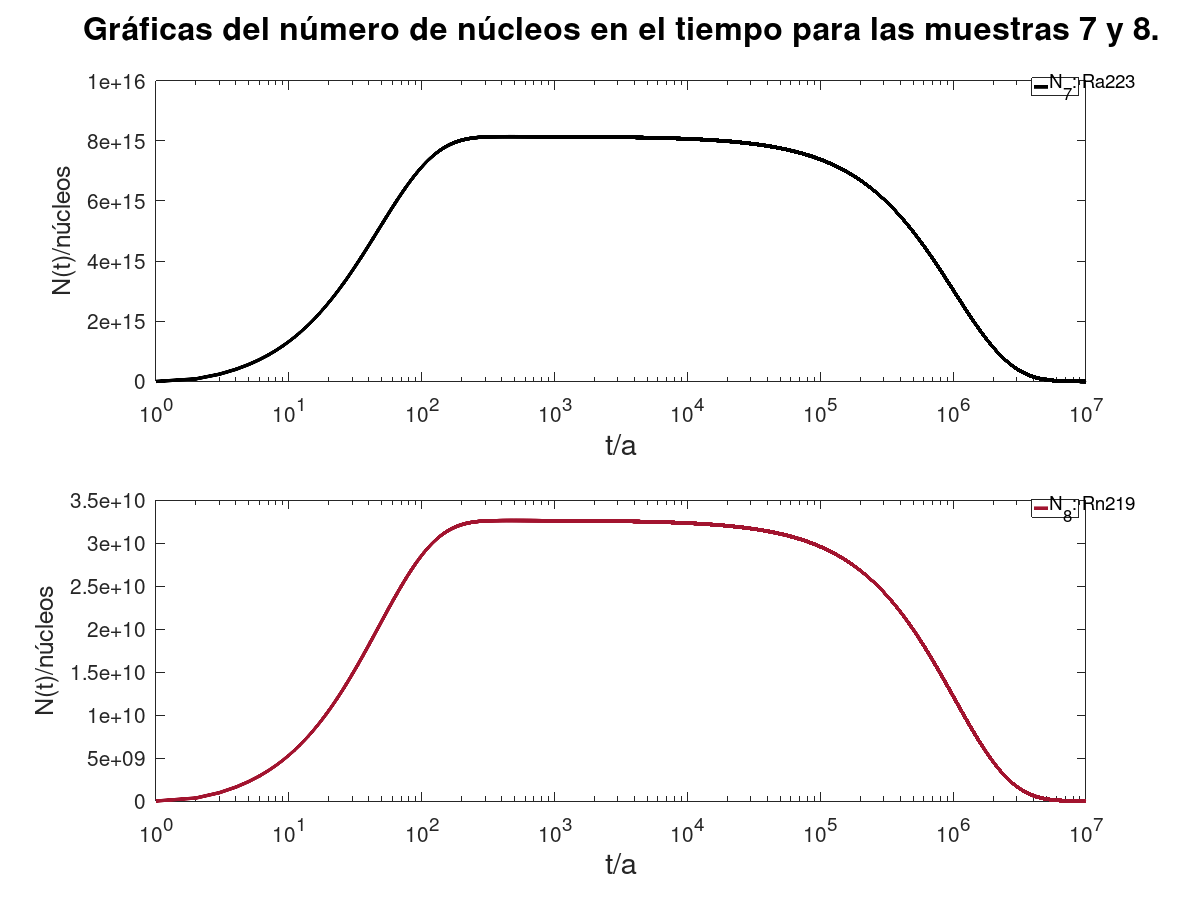 Gráficas del número de núcleos en el tiempo para las muestras 7 y 8.
1e+16
8e+15
6e+15
4e+15
2e+15
0
N(t)/núcleos
N7: Ra223
10^0 10^1 10^2 10^3 10^4 10^5 10^6 10^7
t/a
3.5e+10
3e+10
2.5e+10
2e+10
1.5e+10
1e+10
5e+09
0
N(t)/núcleos
N8: Rn219
10^0 10^1 10^2 10^3 10^4 10^5 10^6 10^7
t/a